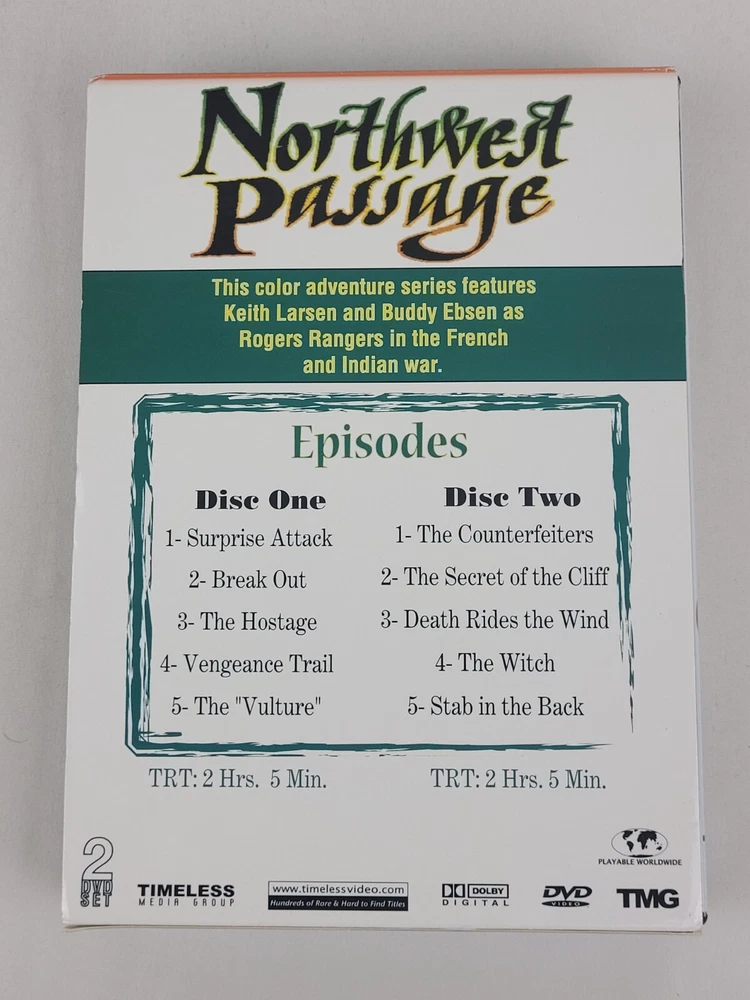 Northwest
Passage
This color adventure series features
Keith Larsen and Buddy Ebsen as
Rogers Rangers in the French
and Indian war.
Episodes
Disc One
1- Surprise Attack
2- Break Out
3- The Hostage
4- Vengeance Trail
5- The "Vulture"
TRT: 2 Hrs. 5 Min.
Disc Two
1- The Counterfeiters
2- The Secret of the Cliff
3- Death Rides the Wind
4- The Witch
5- Stab in the Back
TRT: 2 Hrs. 5 Min.
PLAYABLE WORLDWIDE
2
DVD
SET
TIMELESS
MEDIA GROUP
www.timelessvideo.com
Hundreds of Rare & Hard to Find Titles
DOLBY
DIGITAL
DVD
VIDEO
TMG